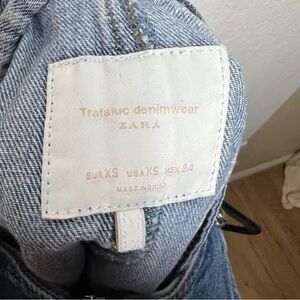 Trafaluc denimwear
ZARA
EUR XS USA XS MEX 24
MADE IN